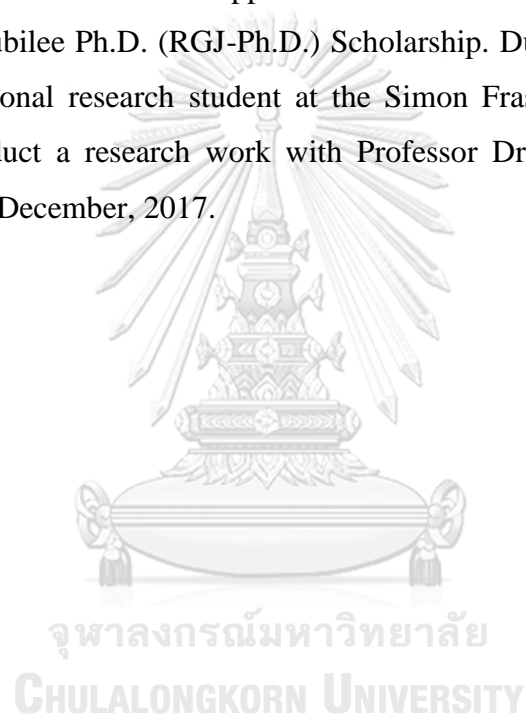 ubilee Ph.D. (RGJ-Ph.D.) Scholarship. Du
onal research student at the Simon Fras
duct a research work with Professor Dr
December, 2017.
จุฬาลงกรณ์มหาวิทยาลัย
CHULALONGKORN UNIVERSITY